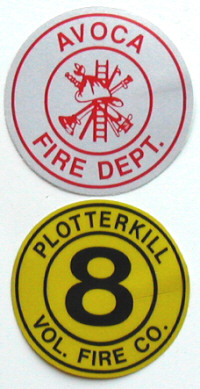 AVOCA
FIRE DEPT.
PLOTTERKILL
8
VOL. FIRE CO.